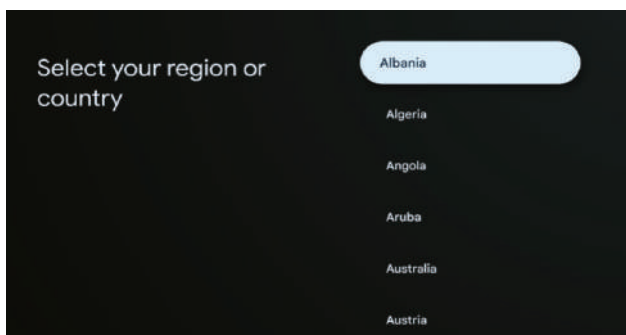 Select your region or
country
Albania
Algeria
Angola
Aruba
Australia
Austria